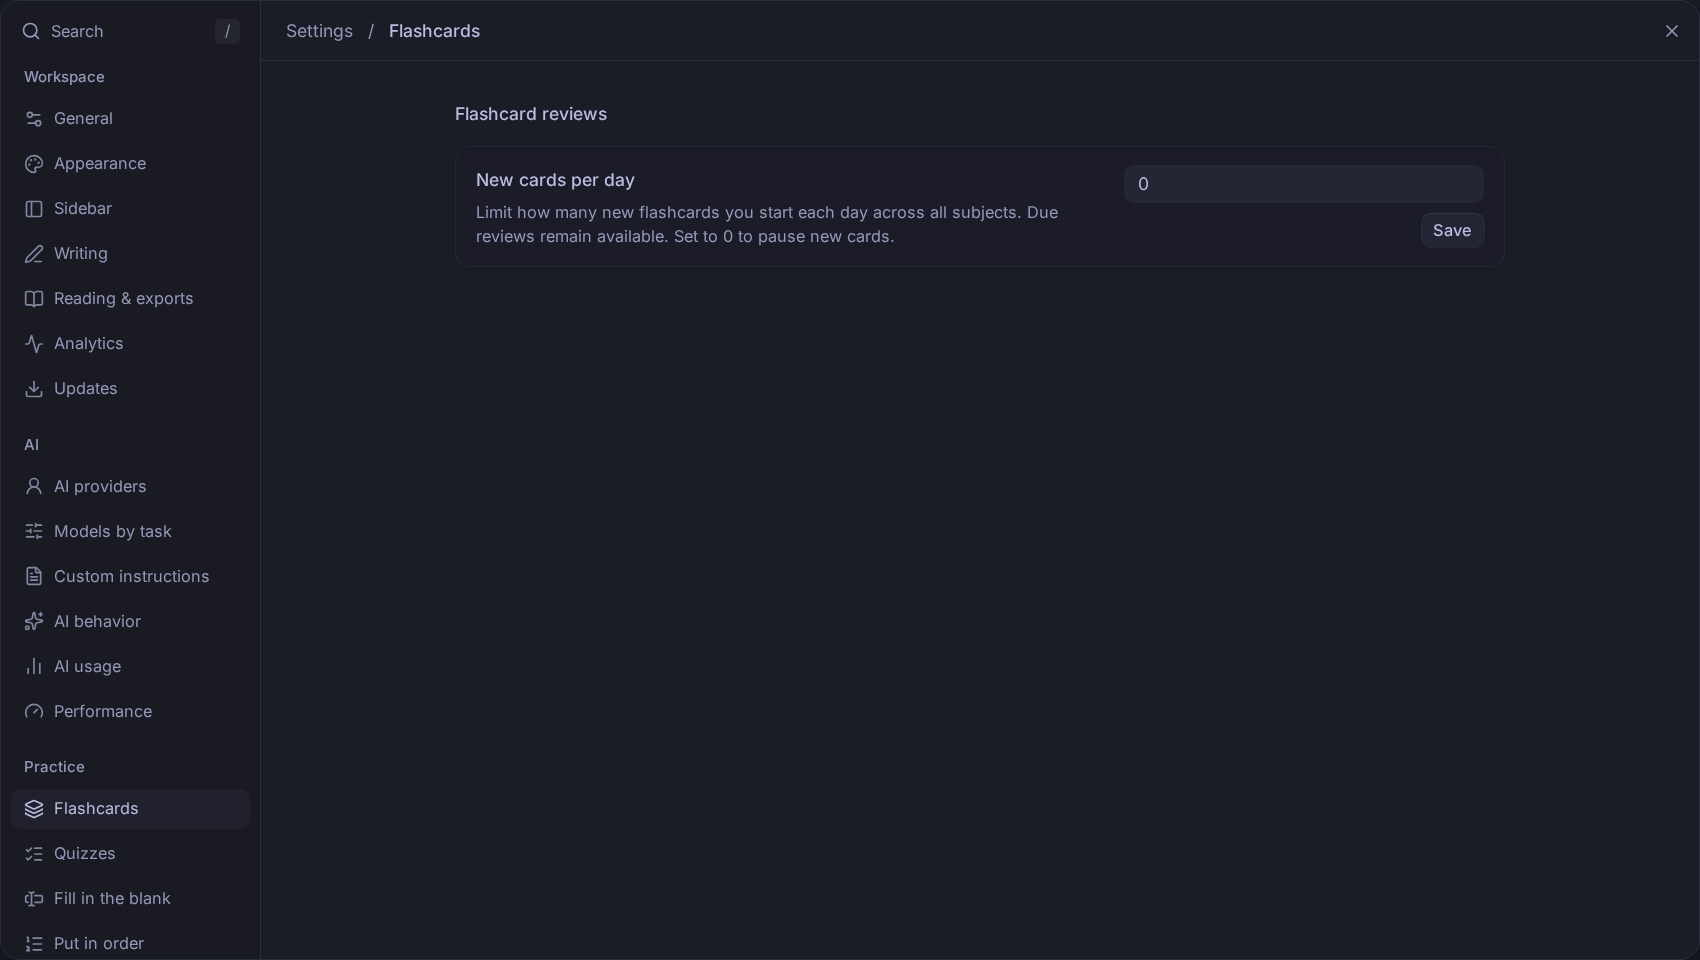 Search /
Workspace
General
Appearance
Sidebar
Writing
Reading & exports
Analytics
Updates
AI
AI providers
Models by task
Custom instructions
AI behavior
AI usage
Performance
Practice
Flashcards
Quizzes
Fill in the blank
Put in order
Settings / Flashcards
Flashcard reviews
New cards per day
Limit how many new flashcards you start each day across all subjects. Due
reviews remain available. Set to 0 to pause new cards.
0
Save